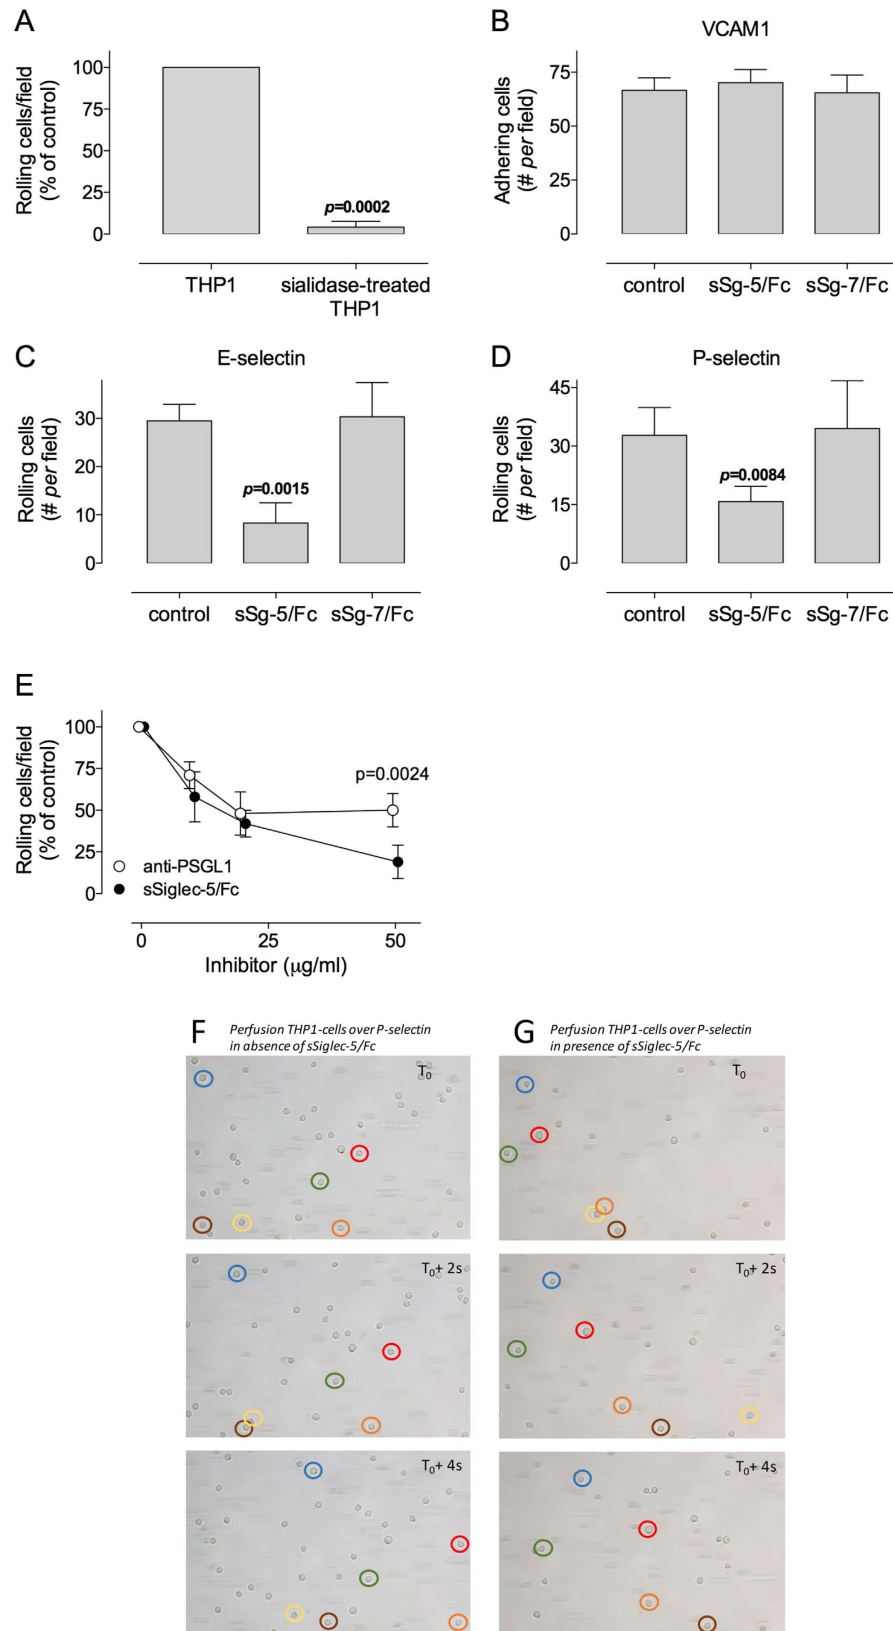 A
Rolling cells/field
(% of control)
100
75
50
25
0
p=0.0002
THP1
sialidase-treated
THP1
B
VCAM1
Adhering cells
(# per field)
75
50
25
0
control
sSg-5/Fc
sSg-7/Fc
C
E-selectin
Rolling cells
(# per field)
30
20
10
0
p=0.0015
control
sSg-5/Fc
sSg-7/Fc
D
P-selectin
Rolling cells
(# per field)
45
30
15
0
p=0.0084
control
sSg-5/Fc
sSg-7/Fc
E
Rolling cells/field
(% of control)
100
75
50
25
0
p=0.0024
anti-PSGL1
sSiglec-5/Fc
0
25
50
Inhibitor (μg/ml)
F
Perfusion THP1-cells over P-selectin
in absence of sSiglec-5/Fc
T0
T0+ 2s
T0+ 4s
G
Perfusion THP1-cells over P-selectin
in presence of sSiglec-5/Fc
T0
T0+ 2s
T0+ 4s